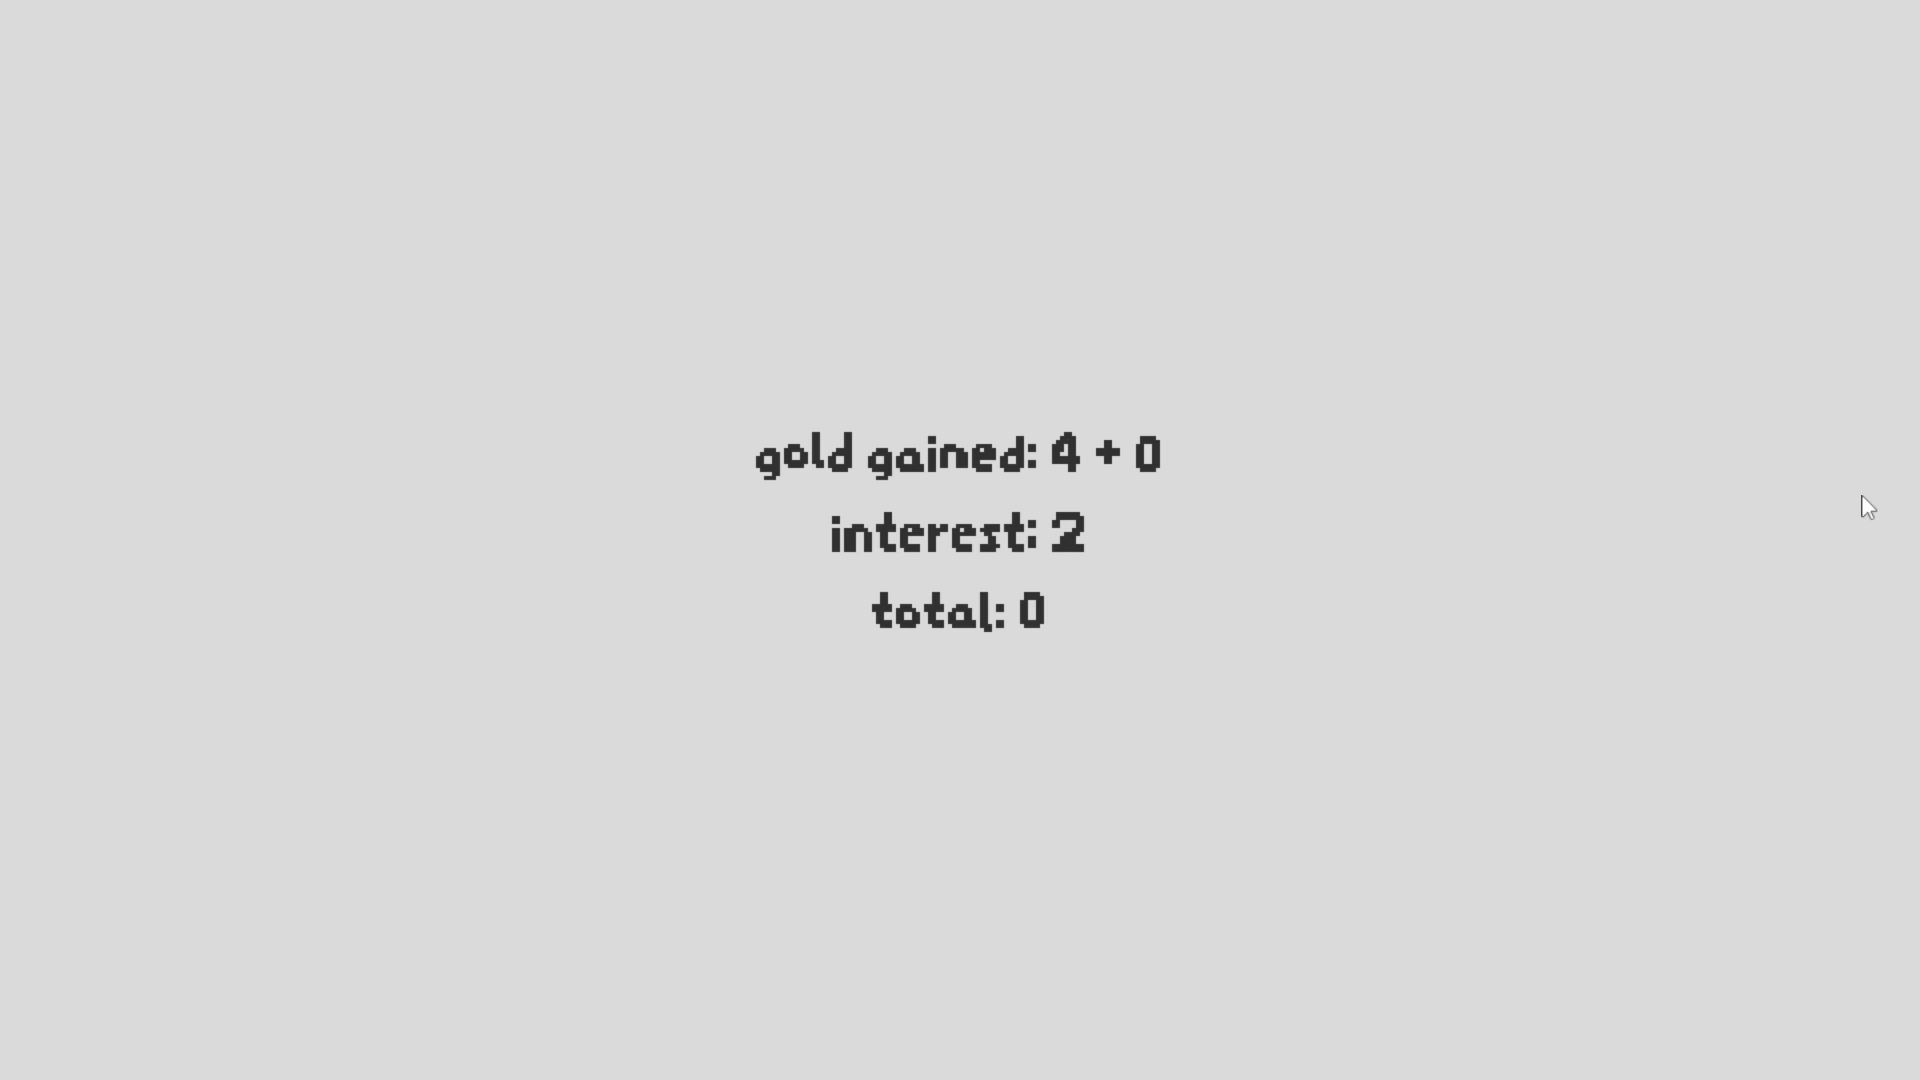 gold gained: 4 + 0
interest: 2
total: 0